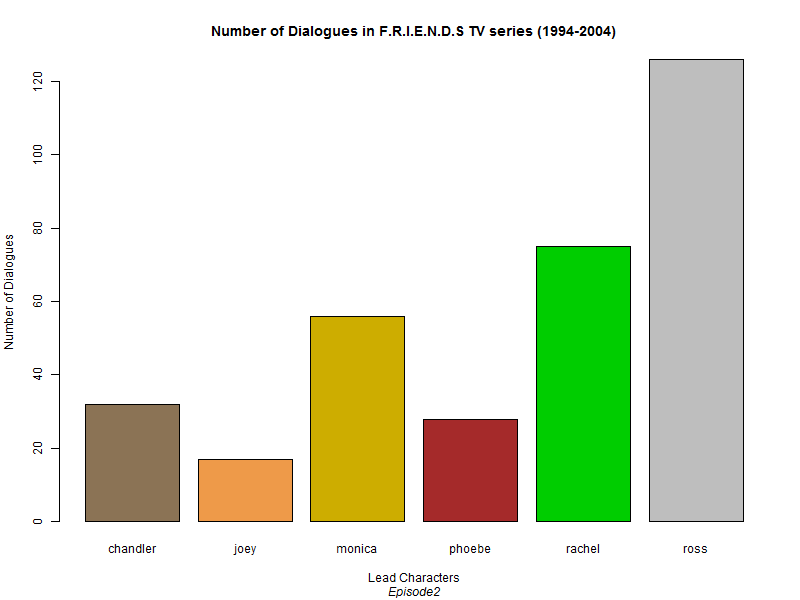 Number of Dialogues in F.R.I.E.N.D.S TV series (1994-2004)
Number of Dialogues
120
100
80
60
40
20
0
chandler joey monica phoebe rachel ross
Lead Characters
Episode2